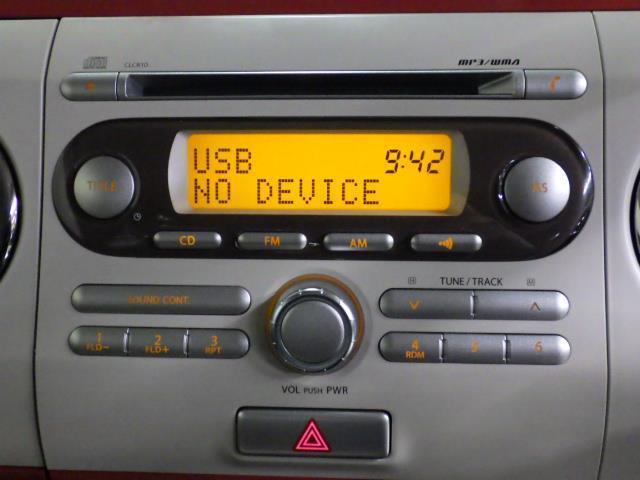 CLCR10 MP3/WMA
USB 9:42
NO DEVICE
TITLE
AS
CD FM AM
TUNE/TRACK
SOUND CONT.
1 2 3
FLD- FLD+ RPT
4 5 6
RDM
VOL PUSH PWR